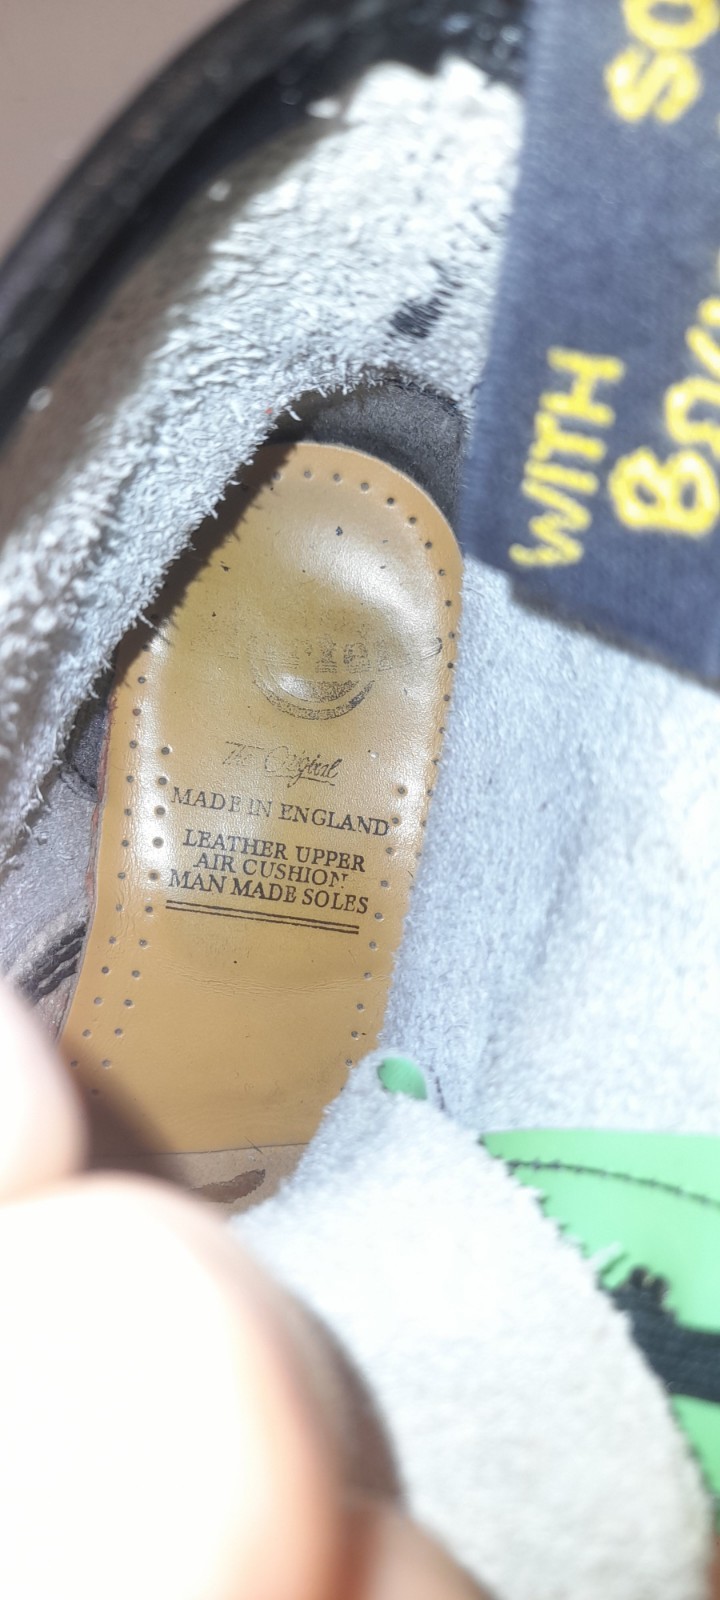 WITH
The Original
MADE IN ENGLAND
LEATHER UPPER
AIR CUSHION
MAN MADE SOLES